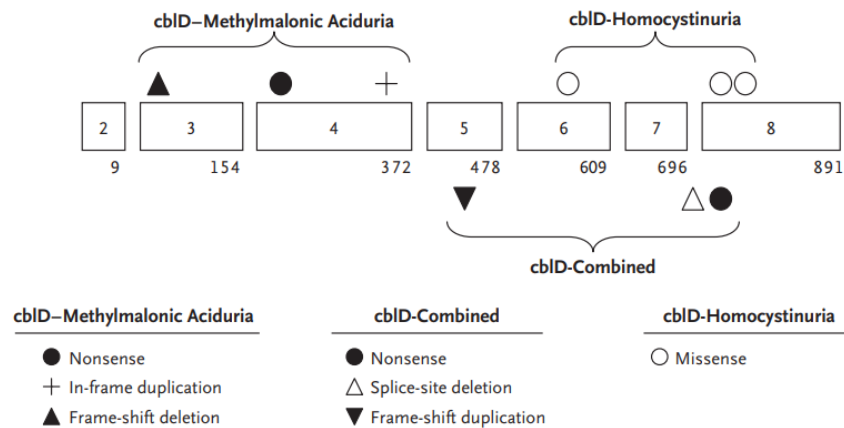 cblD–Methylmalonic Aciduria cblD-Homocystinuria
2 3 4 5 6 7 8
9 154 372 478 609 696 891
cblD-Combined
cblD–Methylmalonic Aciduria cblD-Combined cblD-Homocystinuria
Nonsense Nonsense Missense
In-frame duplication Splice-site deletion
Frame-shift deletion Frame-shift duplication